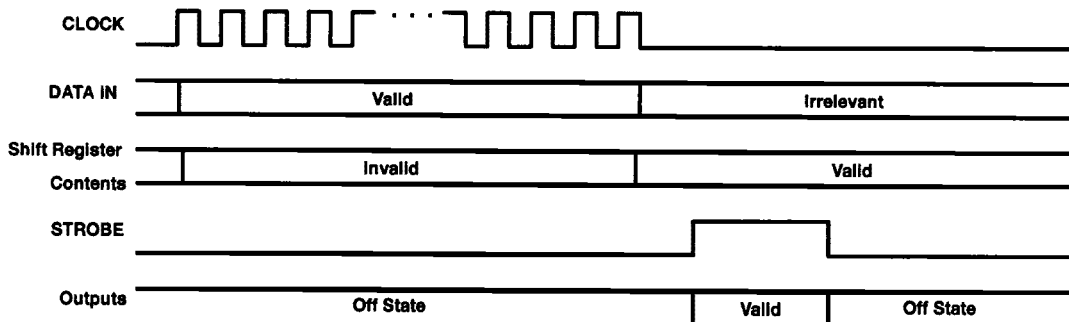 CLOCK
. . . .
DATA IN
Valid
Irrelevant
Shift Register
Contents
Invalid
Valid
STROBE
Outputs
Off State
Valid
Off State